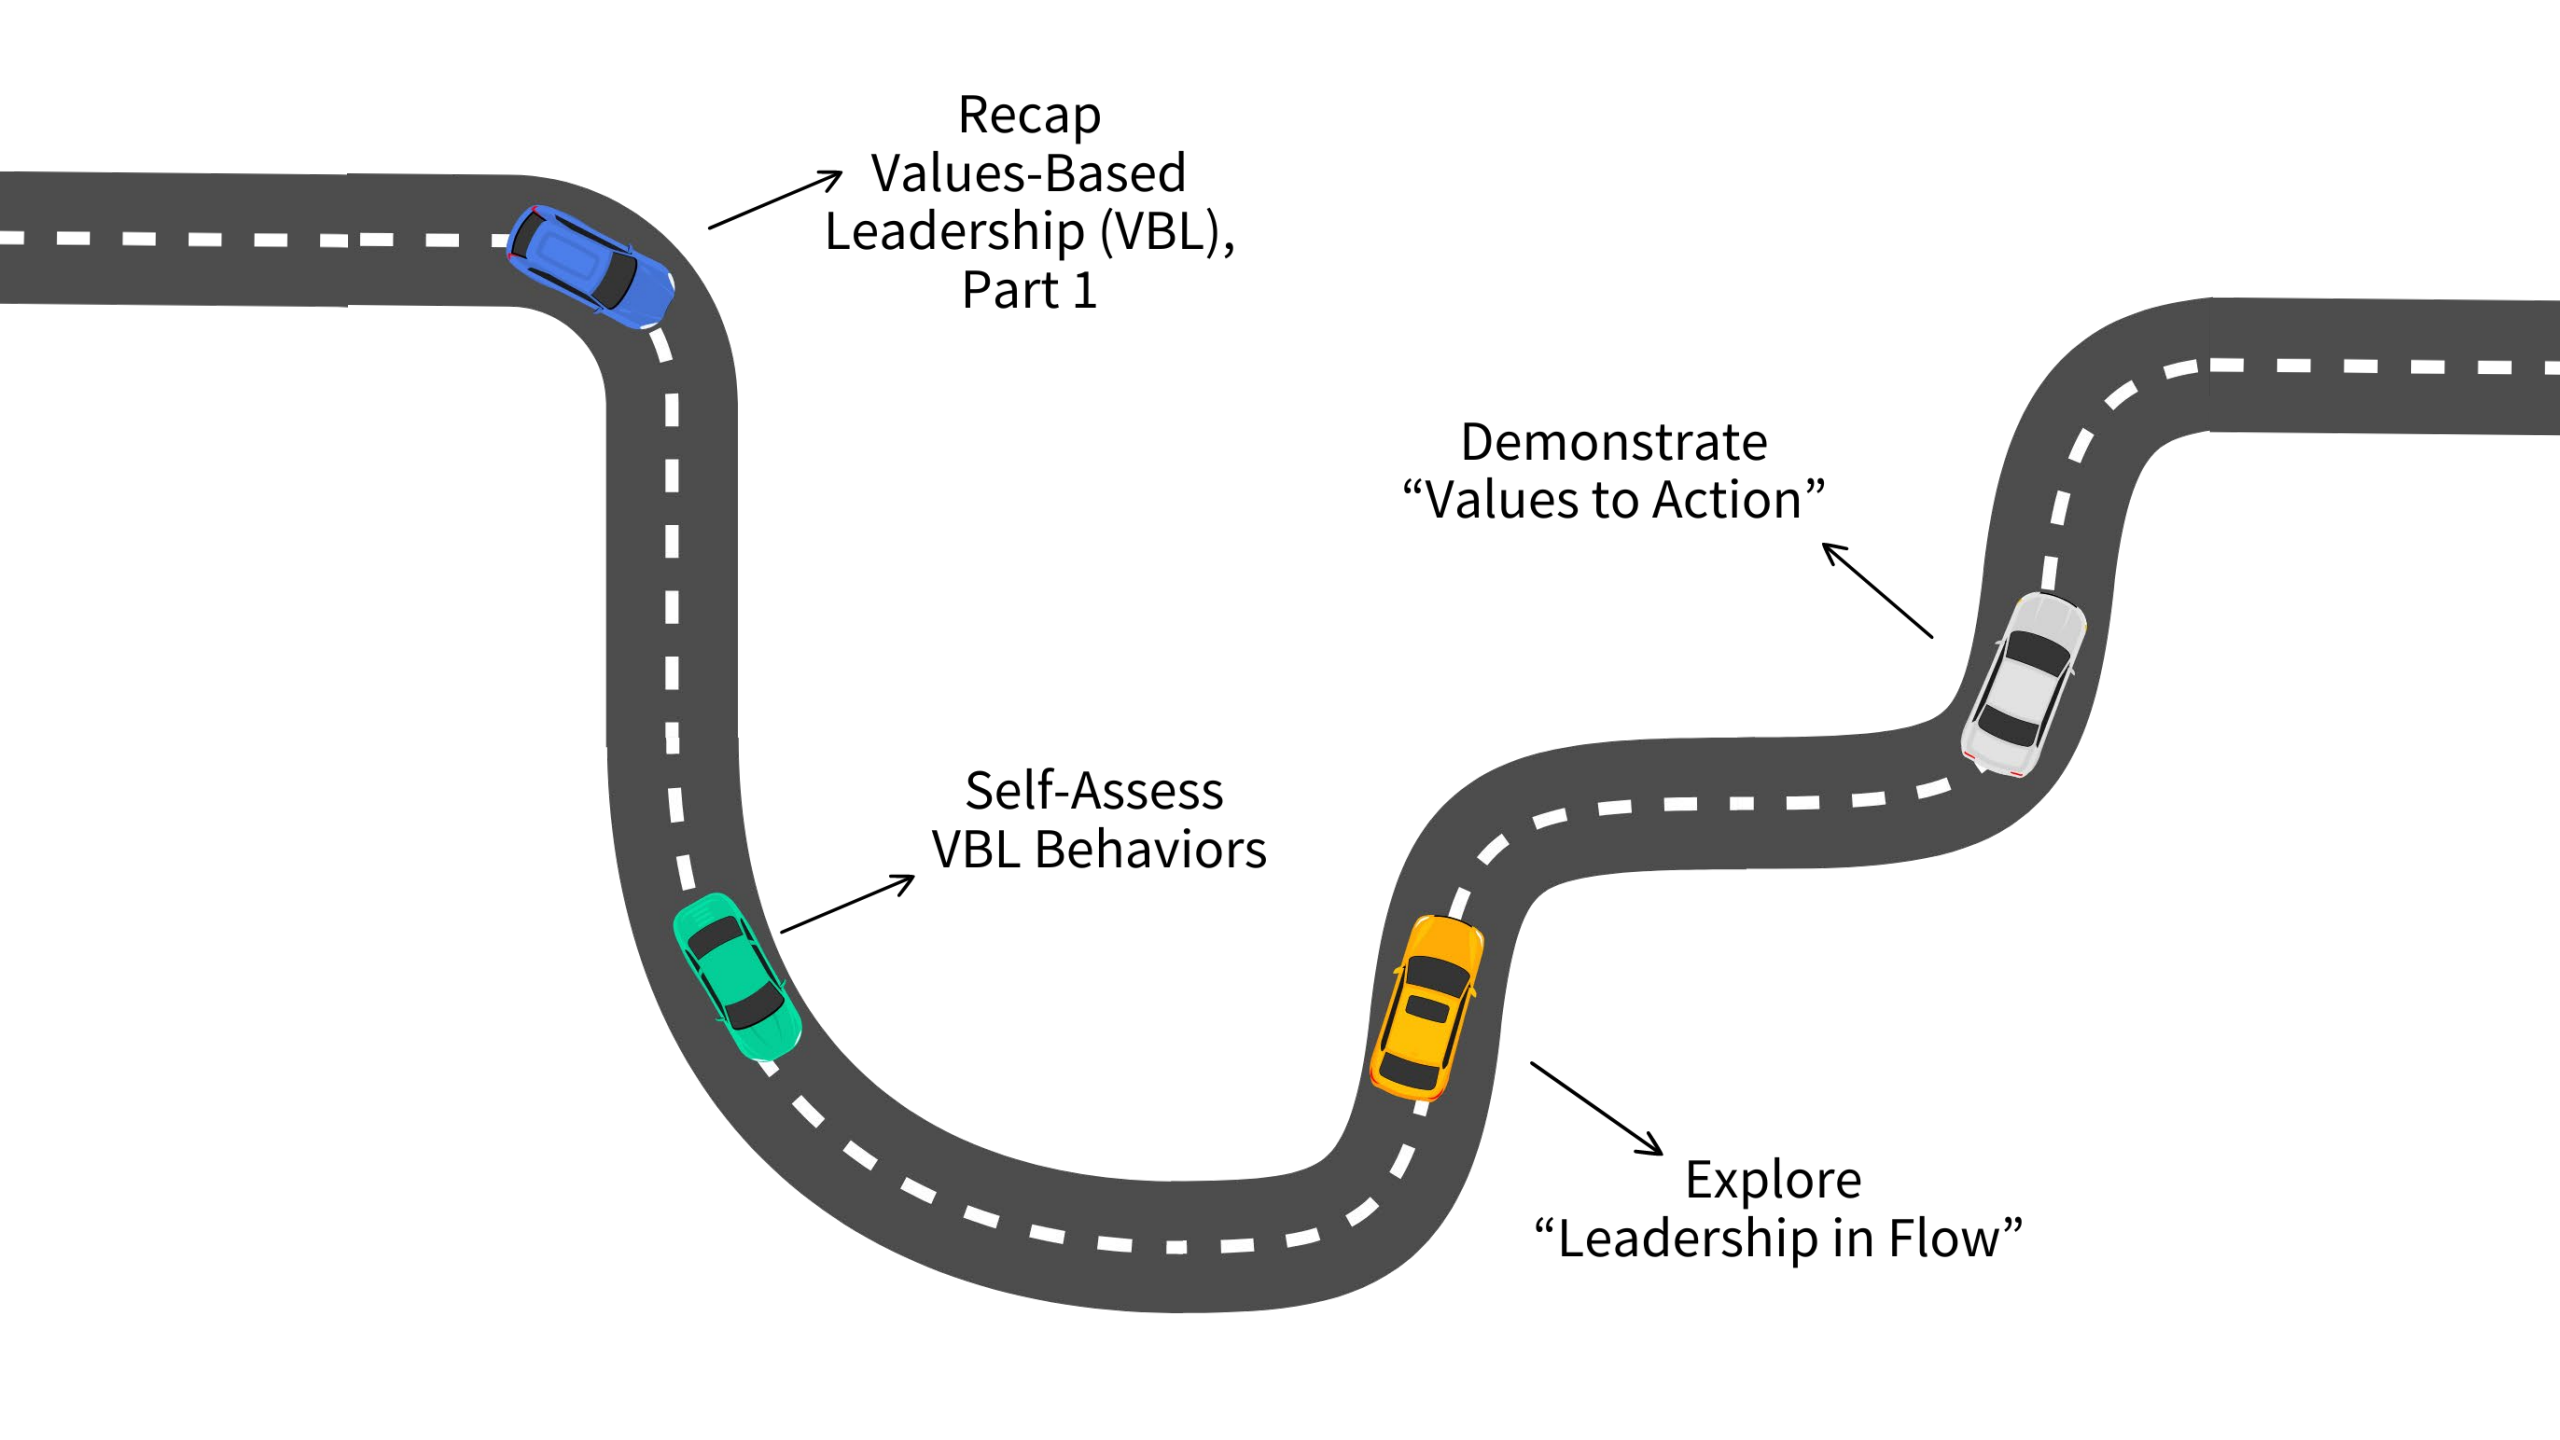 Recap
Values-Based
Leadership (VBL),
Part 1
Demonstrate
“Values to Action”
Self-Assess
VBL Behaviors
Explore
“Leadership in Flow”